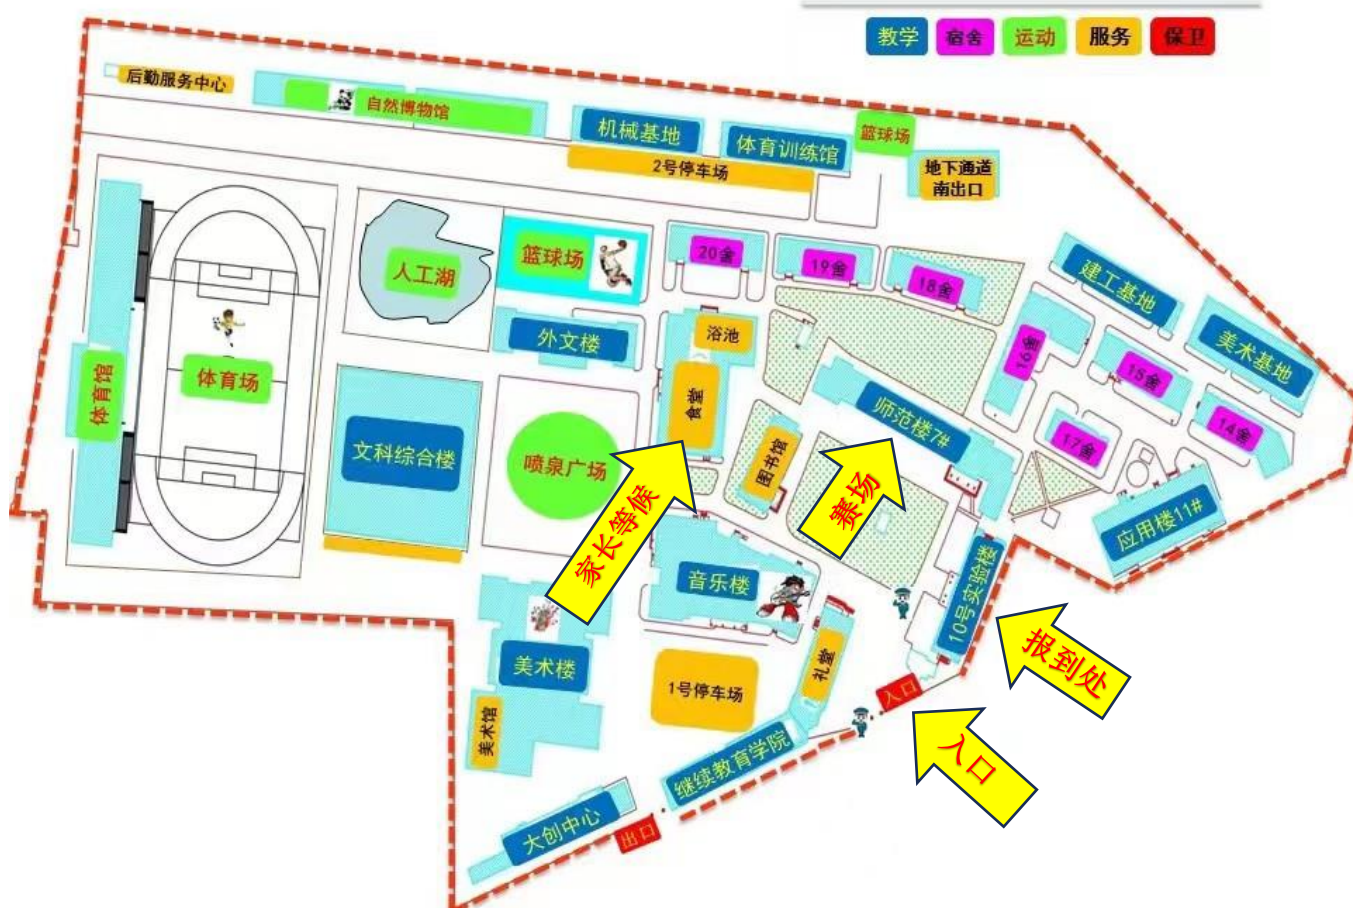 教学 宿舍 运动 服务 保卫
后勤服务中心
自然博物馆
机械基地
体育训练馆
篮球场
2号停车场
地下通道
南出口
人工湖
篮球场
20舍
19舍
18舍
建工基地
美术基地
外文楼
浴池
16舍
15舍
14舍
17舍
体育馆
体育场
食堂
师范楼7#
文科综合楼
喷泉广场
图书馆
家长等候
赛场
应用楼11#
音乐楼
10号实验楼
报到处
美术楼
礼堂
1号停车场
入口
入口
美术馆
继续教育学院
大创中心
出口